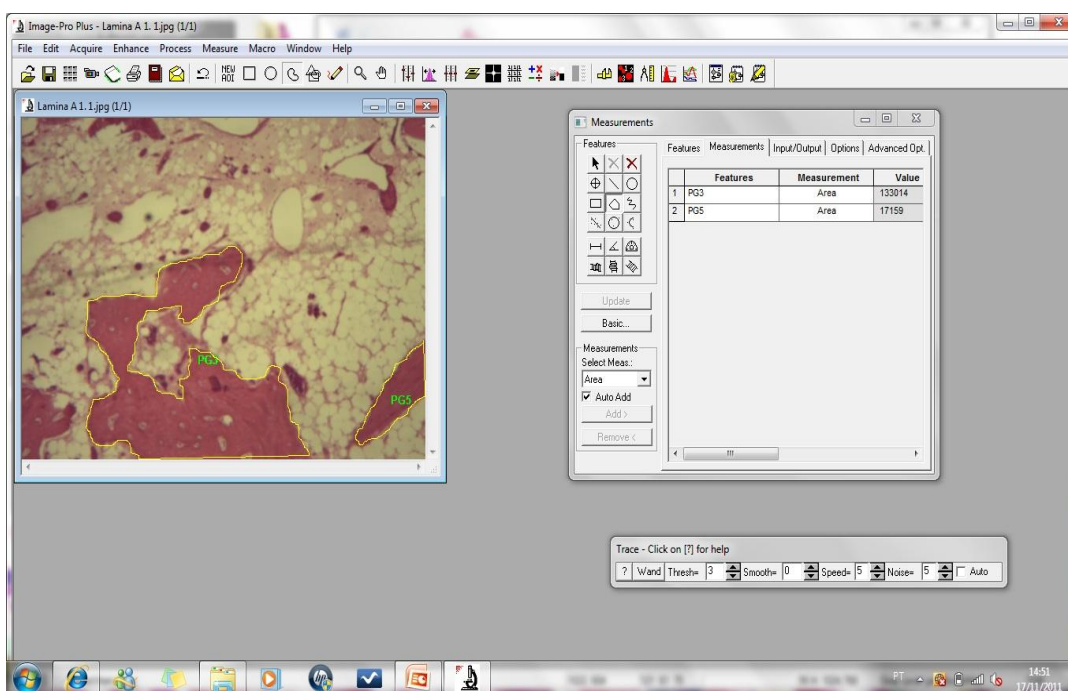 Image-Pro Plus - Lamina A 1. 1.jpg (1/1)
File Edit Acquire Enhance Process Measure Macro Window Help
NEW
AOI
Lamina A 1. 1.jpg (1/1)
PG3
PG5
Measurements
Features
Features Measurements Input/Output Options Advanced Opt.
Features Measurement Value
1 PG3 Area 133014
2 PG5 Area 17159
Update
Basic...
Measurements
Select Meas.:
Area
Auto Add
Add >
Remove <
Trace - Click on [?] for help
? Wand Thresh= 3 Smooth= 0 Speed= 5 Noise= 5 Auto
hp
PT
14:51
17/11/2011